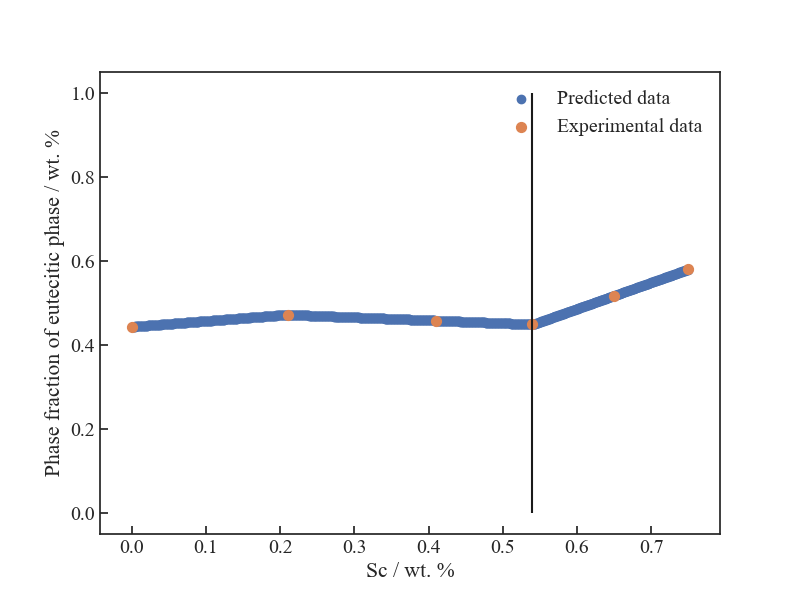 Predicted data
Experimental data
Phase fraction of eutecitic phase / wt. %
1.0
0.8
0.6
0.4
0.2
0.0
0.0 0.1 0.2 0.3 0.4 0.5 0.6 0.7
Sc / wt. %